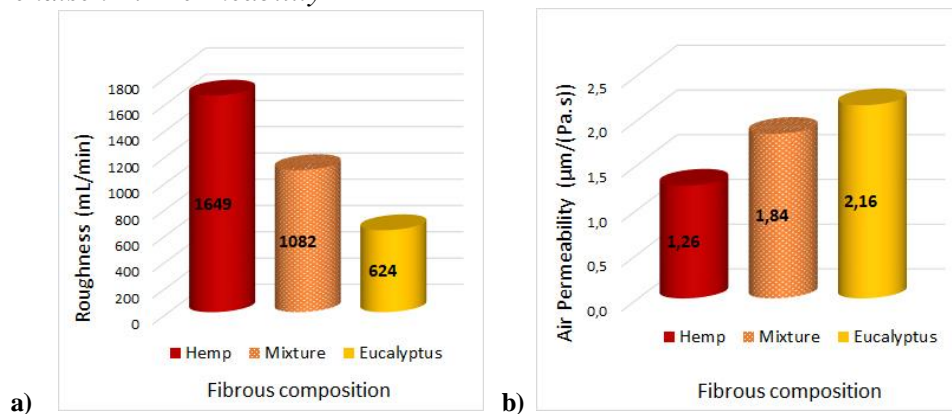 a)
Roughness (mL/min)
1800
1600
1400
1200
1000
800
600
400
200
0
1649
1082
624
Hemp Mixture Eucalyptus
Fibrous composition
b)
Air Permeability (µm/(Pa.s))
2,5
2,0
1,5
1,0
0,5
0,0
1,26
1,84
2,16
Hemp Mixture Eucalyptus
Fibrous composition